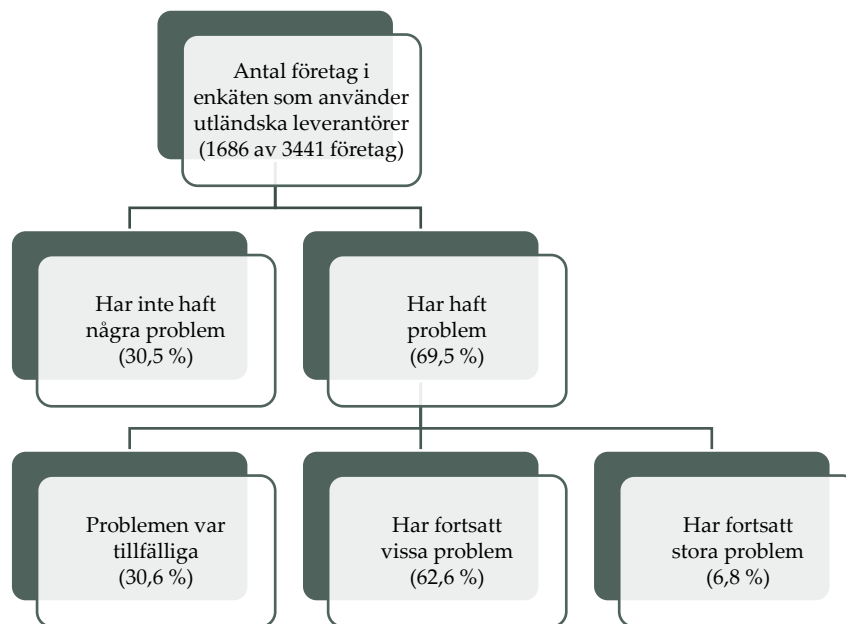 Antal företag i
enkäten som använder
utländska leverantörer
(1686 av 3441 företag)
Har inte haft
några problem
(30,5 %)
Har haft
problem
(69,5 %)
Problemen var
tillfälliga
(30,6 %)
Har fortsatt
vissa problem
(62,6 %)
Har fortsatt
stora problem
(6,8 %)